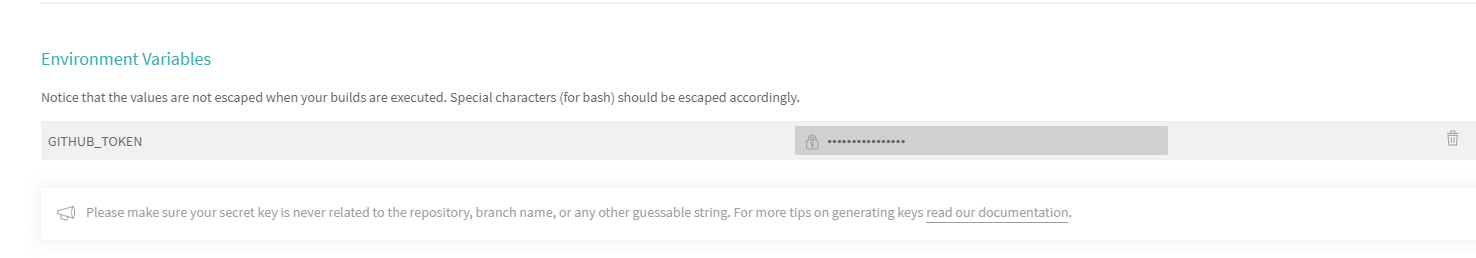 Environment Variables
Notice that the values are not escaped when your builds are executed. Special characters (for bash) should be escaped accordingly.
GITHUB_TOKEN ••••••••••••••••
Please make sure your secret key is never related to the repository, branch name, or any other guessable string. For more tips on generating keys read our documentation.